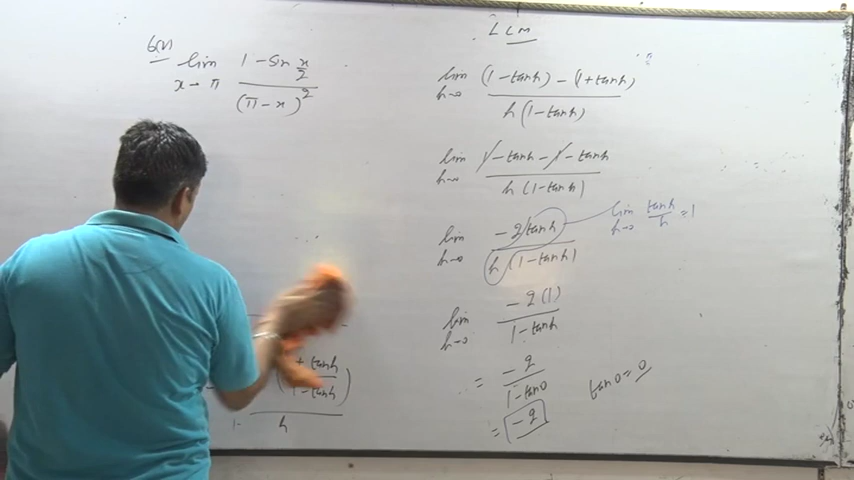 6(M)
lim x→π (1 - Sin x/2) / (π - x)^2
+ tanh
1 - tanh
h
LCM
lim h→0 ((1 - tanh) - (1 + tanh)) / (h(1 - tanh))
lim h→0 (1 - tanh - 1 - tanh) / (h(1 - tanh))
lim h→0 (-2 tanh) / (h(1 - tanh))
lim h→0 tanh/h = 1
lim h→0 (-2(1)) / (1 - tanh)
= -2 / (1 - tan0)
tan0 = 0
= -2